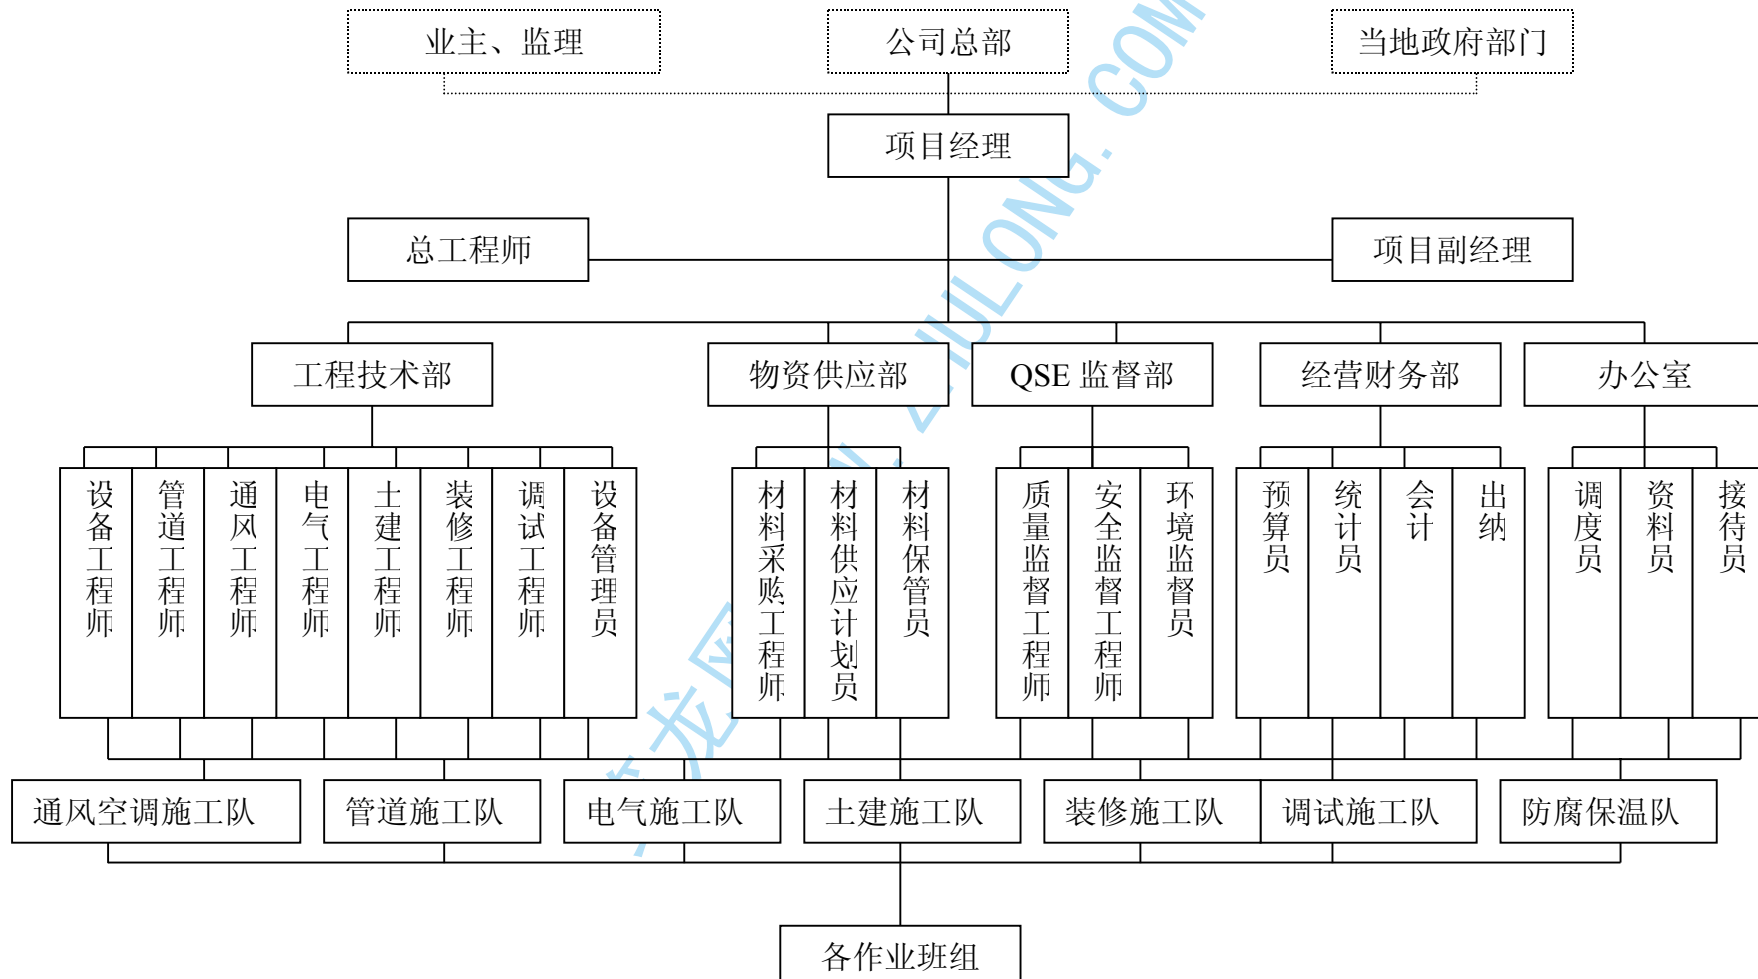 业主、监理
公司总部
当地政府部门
项目经理
总工程师
项目副经理
工程技术部
物资供应部
QSE 监督部
经营财务部
办公室
设备工程师
管道工程师
通风工程师
电气工程师
土建工程师
装修工程师
调试工程师
设备管理员
材料采购工程师
材料供应计划员
材料保管员
质量监督工程师
安全监督工程师
环境监督员
预算员
统计员
会计
出纳
调度员
资料员
接待员
通风空调施工队
管道施工队
电气施工队
土建施工队
装修施工队
调试施工队
防腐保温队
各作业班组
ZHULONG.COM